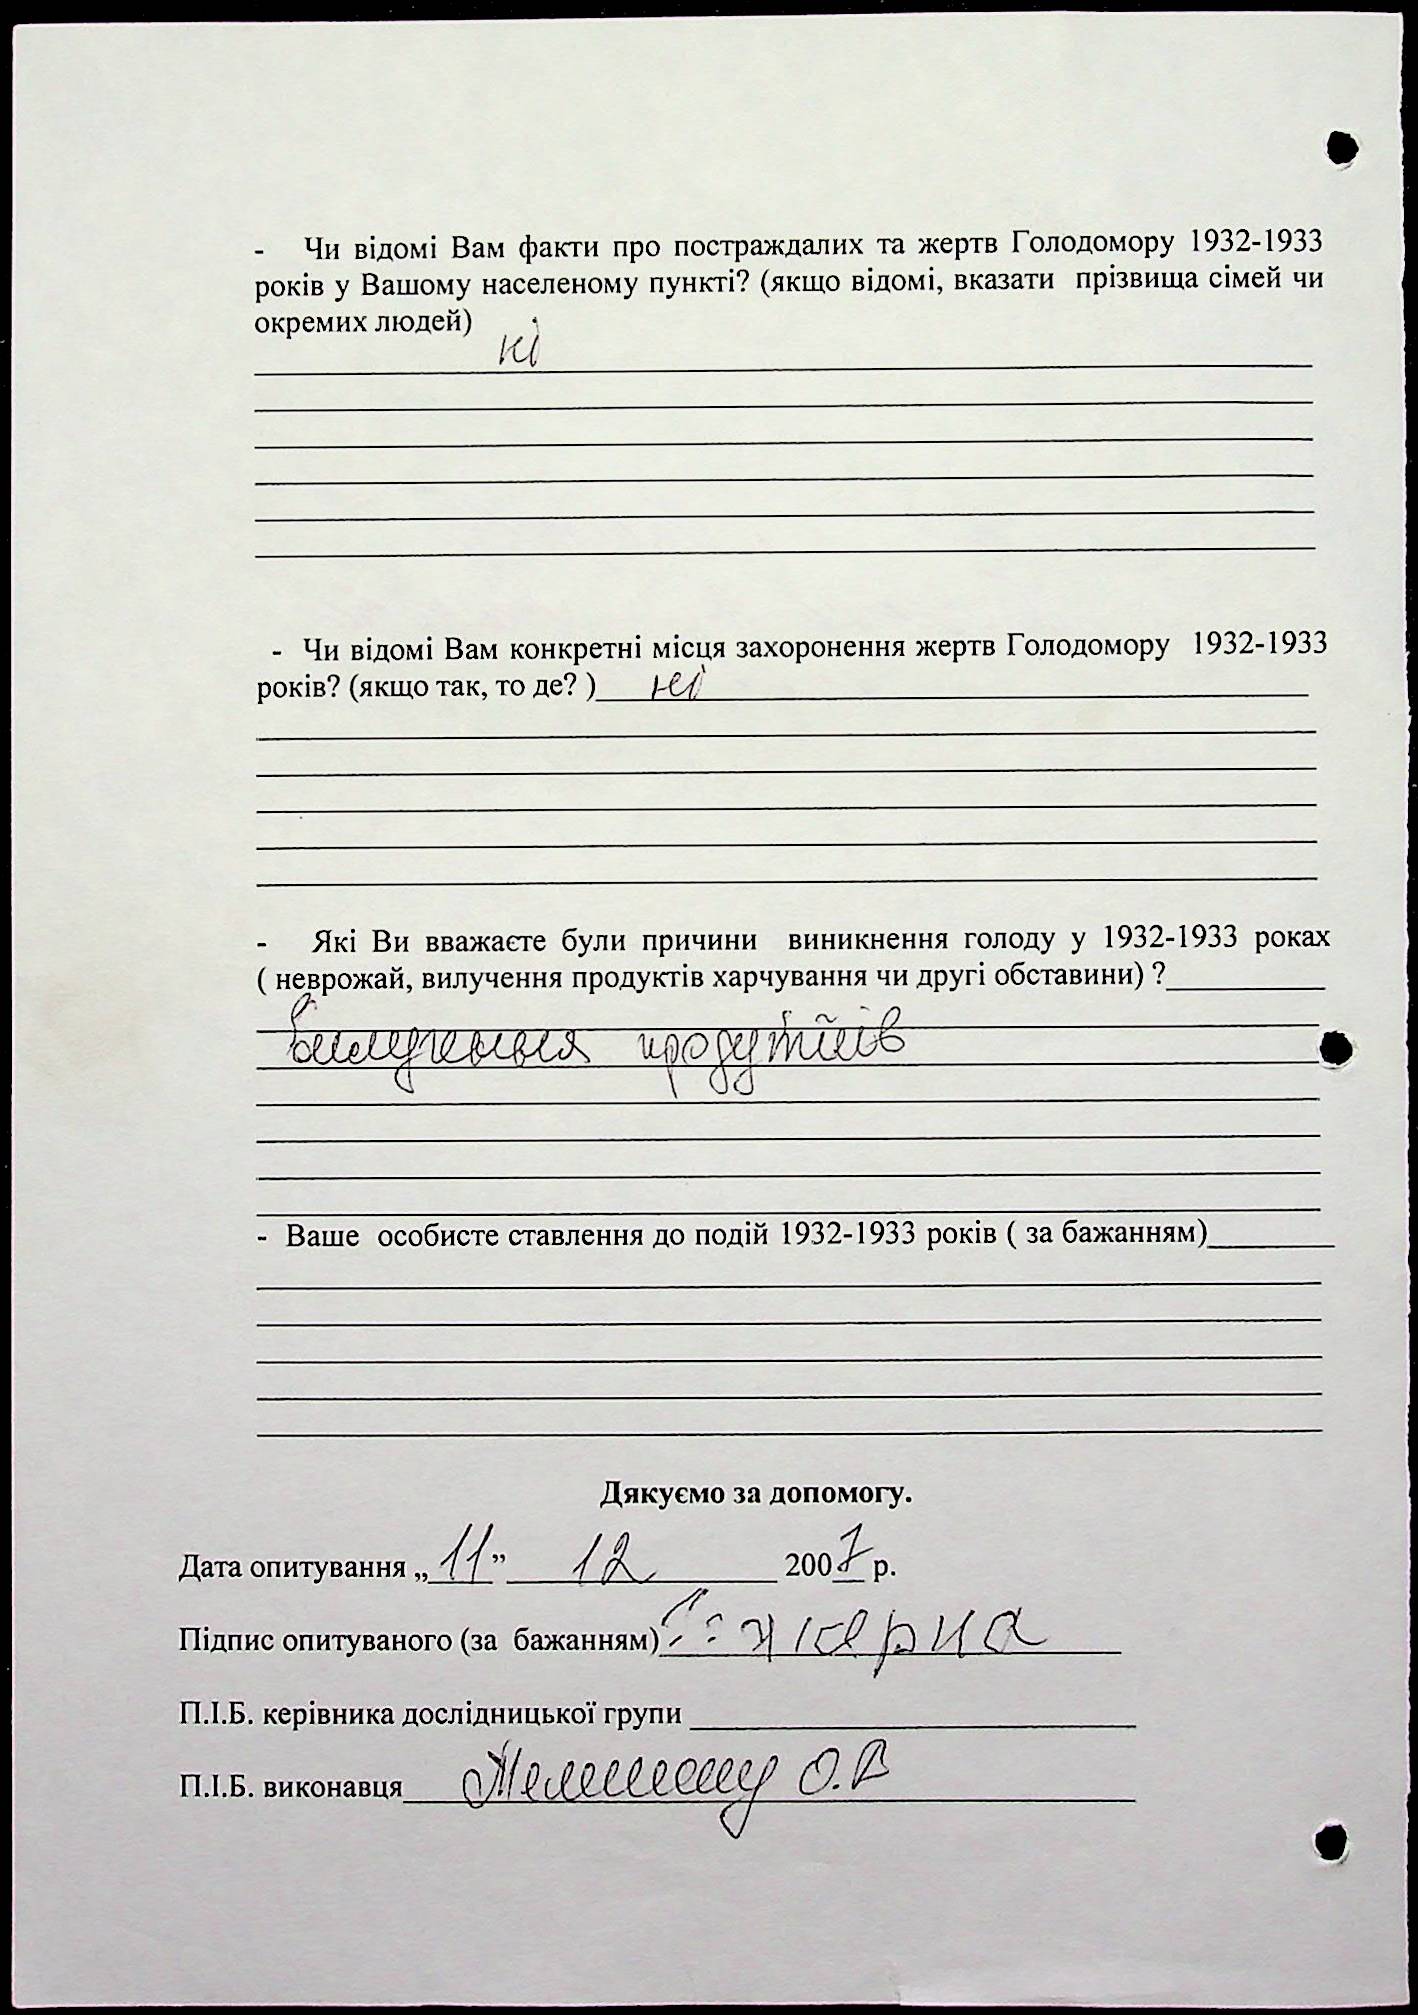 - Чи відомі Вам факти про постраждалих та жертв Голодомору 1932-1933
років у Вашому населеному пункті? (якщо відомі, вказати прізвища сімей чи
окремих людей)
ні
- Чи відомі Вам конкретні місця захоронення жертв Голодомору 1932-1933
років? (якщо так, то де? ) ні
- Які Ви вважаєте були причини виникнення голоду у 1932-1933 роках
( неврожай, вилучення продуктів харчування чи другі обставини) ?
Вилучення продуктів
- Ваше особисте ставлення до подій 1932-1933 років ( за бажанням)
Дякуємо за допомогу.
Дата опитування „11” 12 2007 р.
Підпис опитуваного (за бажанням)
П.І.Б. керівника дослідницької групи
П.І.Б. виконавця О.В